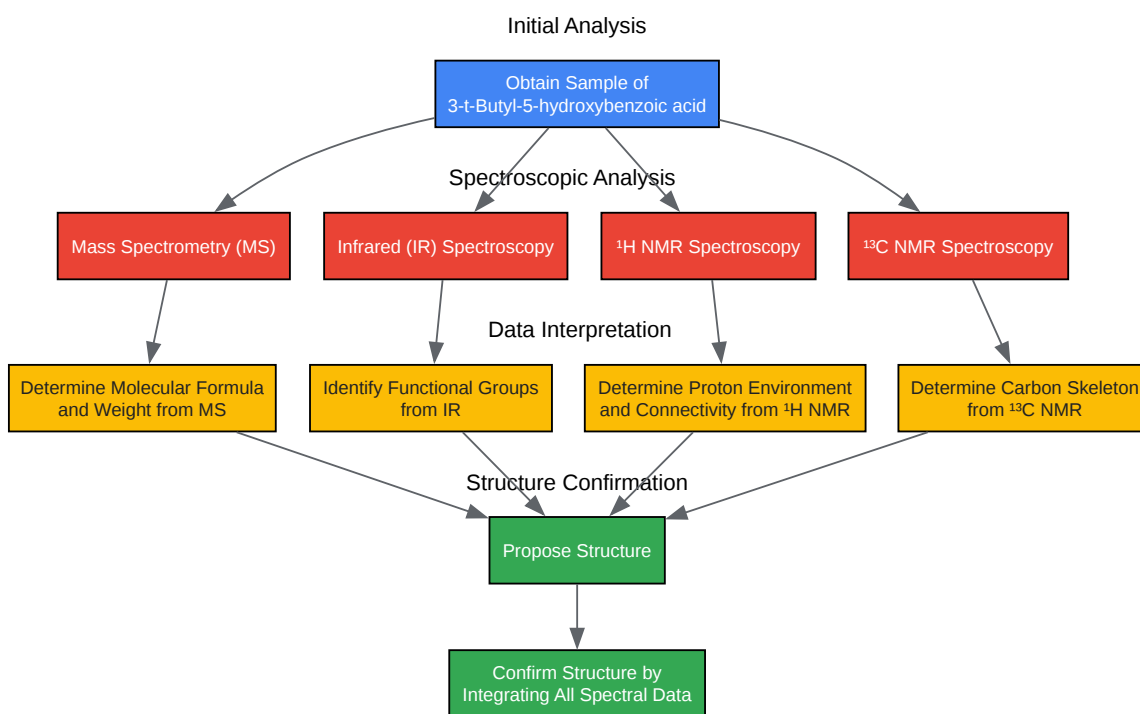 Initial Analysis
Obtain Sample of
3-t-Butyl-5-hydroxybenzoic acid
Spectroscopic Analysis
Mass Spectrometry (MS)
Infrared (IR) Spectroscopy
¹H NMR Spectroscopy
¹³C NMR Spectroscopy
Data Interpretation
Determine Molecular Formula
and Weight from MS
Identify Functional Groups
from IR
Determine Proton Environment
and Connectivity from ¹H NMR
Determine Carbon Skeleton
from ¹³C NMR
Structure Confirmation
Propose Structure
Confirm Structure by
Integrating All Spectral Data